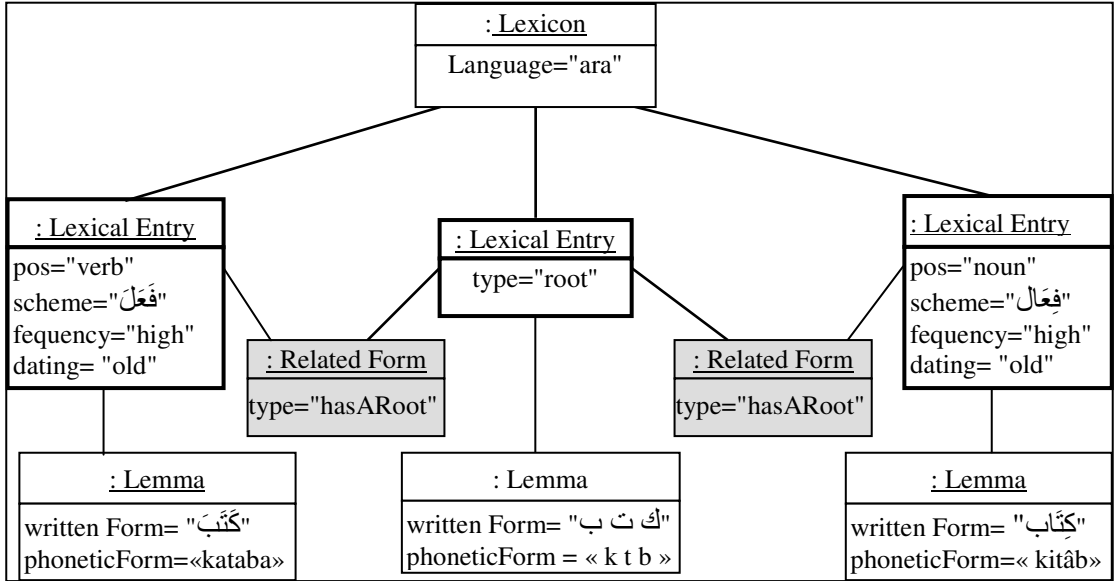 : Lexicon
Language="ara"
: Lexical Entry
pos="verb"
scheme="فَعَلَ"
fequency="high"
dating= "old"
: Lexical Entry
type="root"
: Lexical Entry
pos="noun"
scheme="فِعَال"
fequency="high"
dating= "old"
: Related Form
type="hasARoot"
: Related Form
type="hasARoot"
: Lemma
written Form= "كَتَبَ"
phoneticForm=«kataba»
: Lemma
written Form= "ك ت ب"
phoneticForm = « k t b »
: Lemma
written Form= "كِتَاب"
phoneticForm=« kitâb»